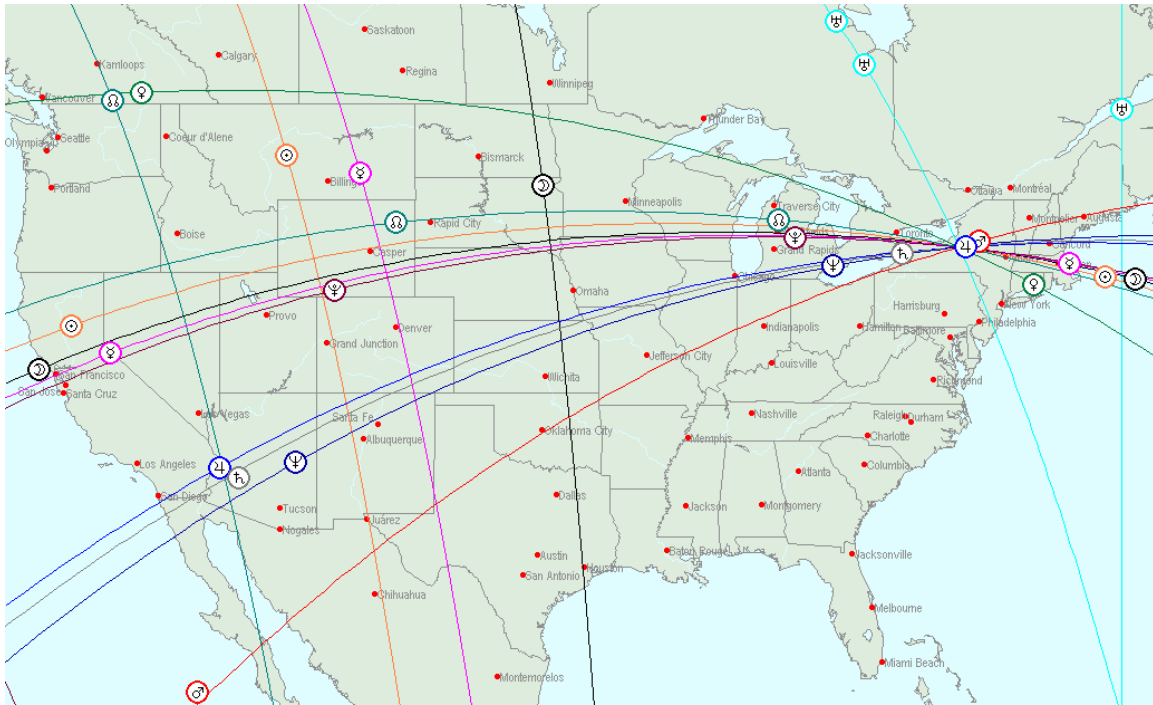 Saskatoon
Calgary
Kamloops
Regina
Winnipeg
Vancouver
Thunder Bay
Seattle
Coeur d'Alene
Olympia
Bismarck
Billing
Portland
Ottawa
Montréal
Minneapolis
Traverse City
Montpelier
Augusta
Rapid City
Boise
Toronto
Concord
Casper
Grand Rapids
Chicago
Omaha
New York
Harrisburg
Provo
Denver
Indianapolis
Hamilton
Philadelphia
Baltimore
Grand Junction
Jefferson City
Louisville
San Francisco
Wichita
San Jose
Santa Cruz
Richmond
Las Vegas
Santa Fe
Nashville
Raleigh
Durham
Albuquerque
Oklahoma City
Memphis
Charlotte
Los Angeles
Atlanta
Columbia
San Diego
Dallas
Tucson
Jackson
Montgomery
Juárez
Nogales
Baton Rouge
Jacksonville
Austin
Houston
San Antonio
Chihuahua
Melbourne
Miami Beach
Montemorelos